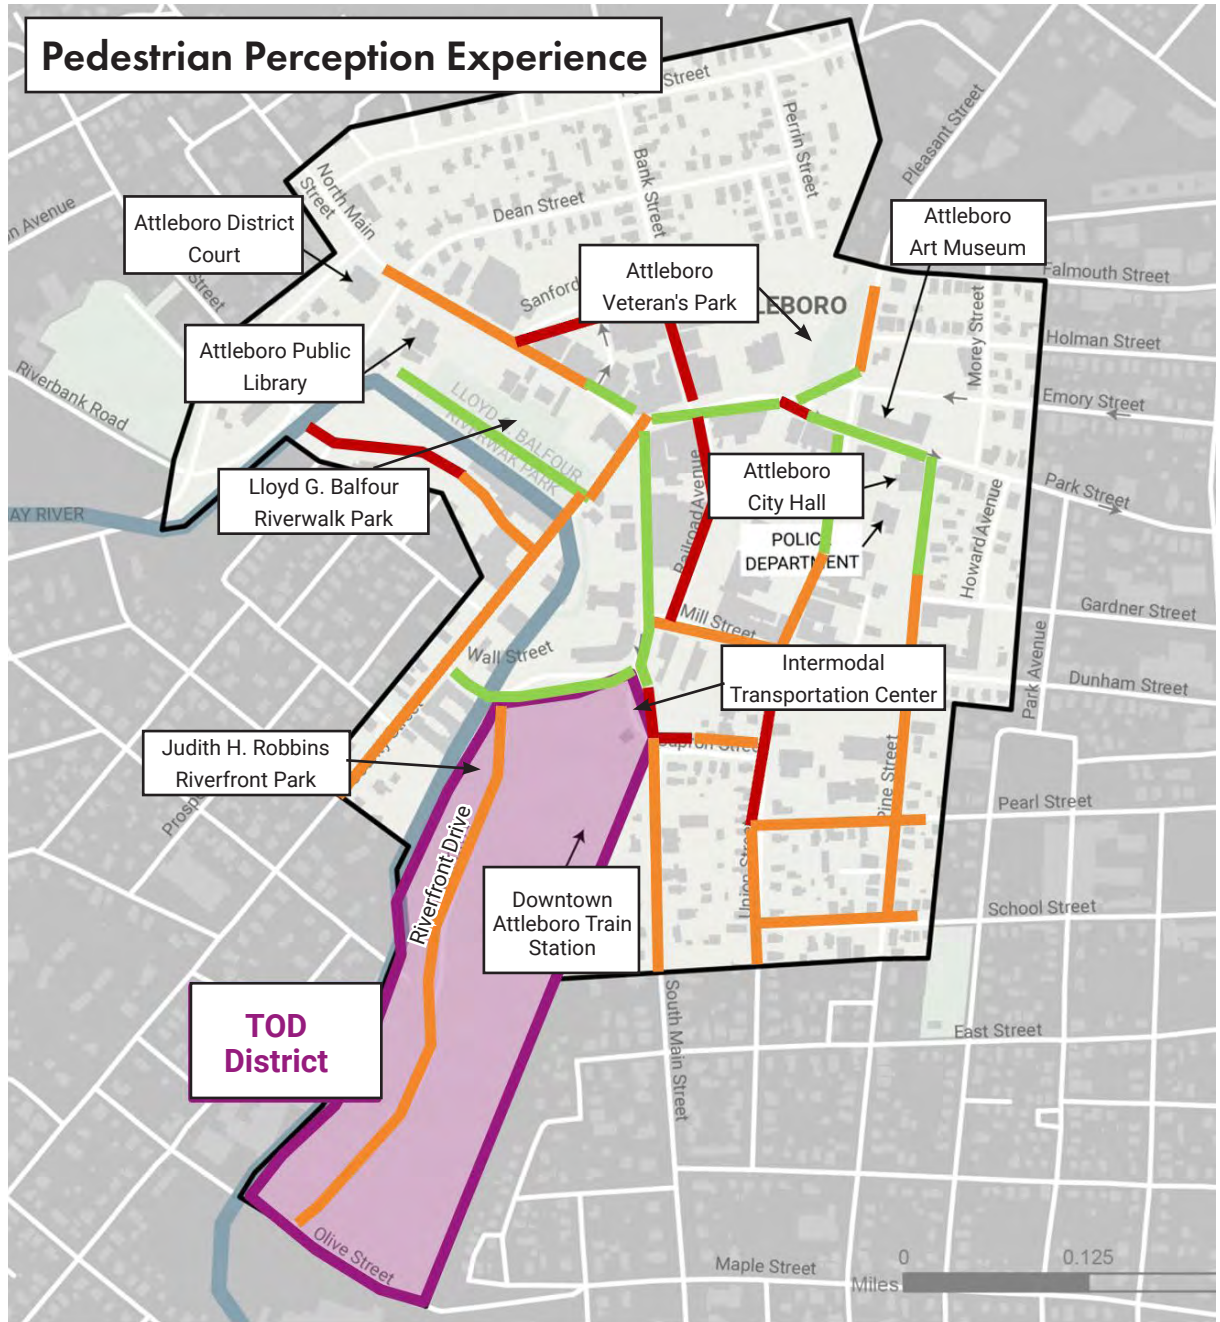 Pedestrian Perception Experience
Street
Perrin Street
Pleasant Street
Bank Street
North Main
Street
Dean Street
on Avenue
Attleboro District
Court
Attleboro
Art Museum
Attleboro
Veteran's Park
Falmouth Street
Street
Sanford
LEBORO
Morey Street
Holman Street
Attleboro Public
Library
Riverbank Road
Emory Street
LLOYD G. BALFOUR
RIVERWAK PARK
Lloyd G. Balfour
Riverwalk Park
Attleboro
City Hall
Railroad Avenue
Park Street
AY RIVER
POLIC
DEPARTMENT
Howard Avenue
Gardner Street
Mill Street
Wall Street
Park Avenue
Intermodal
Transportation Center
Dunham Street
Judith H. Robbins
Riverfront Park
Street
Pine Street
Prosp
Pearl Street
Riverfront Drive
Union Street
Downtown
Attleboro Train
Station
School Street
TOD
District
South Main Street
East Street
Olive Street
Maple Street
0
0.125
Miles